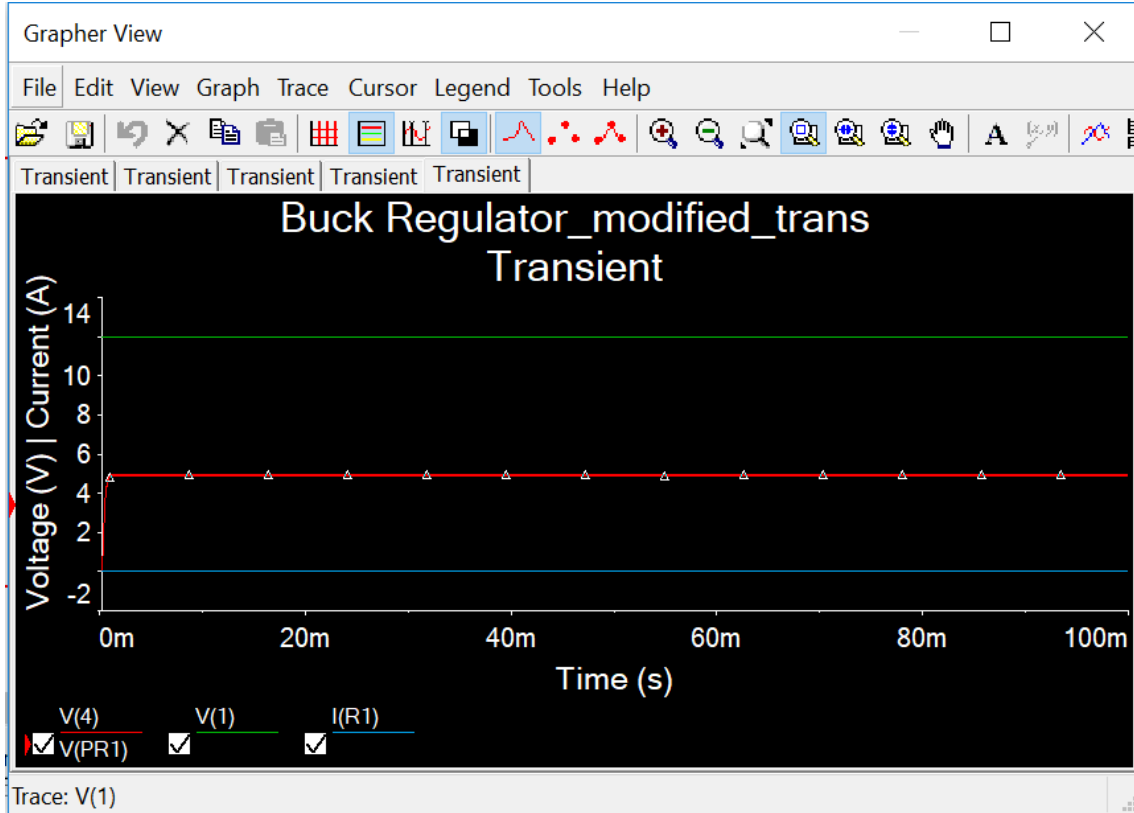 Grapher View
File Edit View Graph Trace Cursor Legend Tools Help
A
Transient Transient Transient Transient Transient
Buck Regulator_modified_trans
Transient
Voltage (V) | Current (A)
14
10
8
6
4
2
-2
0m 20m 40m 60m 80m 100m
Time (s)
V(4) V(1) I(R1)
V(PR1)
Trace: V(1)